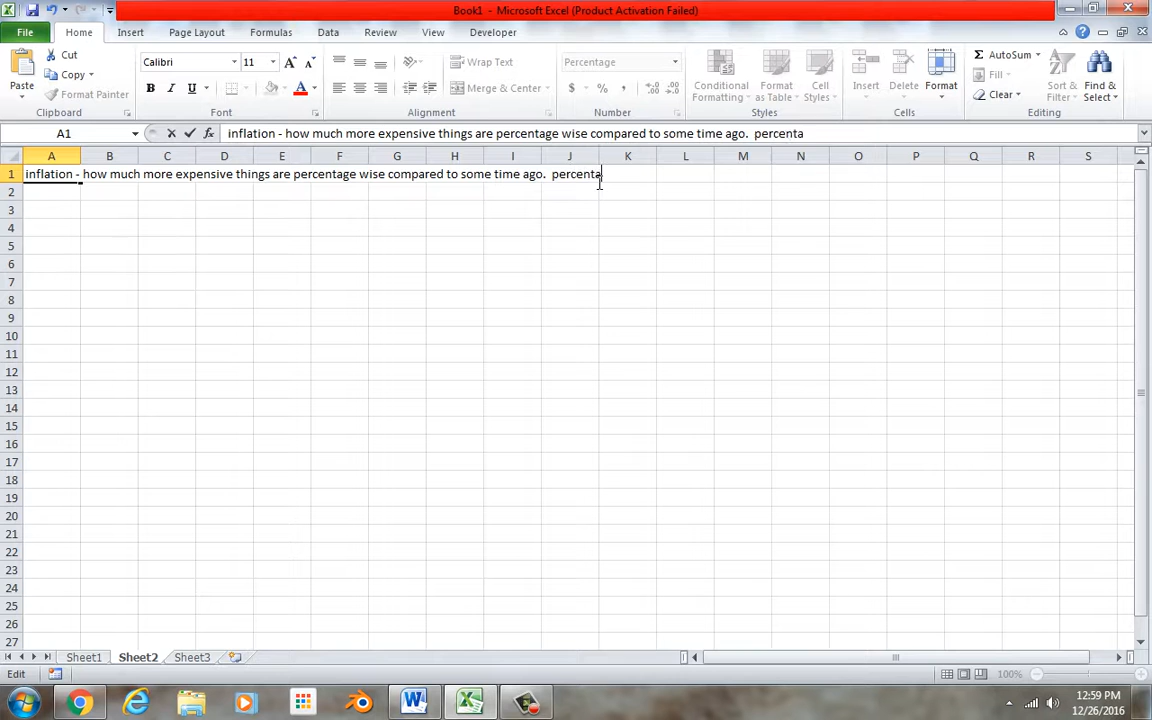 Book1 - Microsoft Excel (Product Activation Failed)
File Home Insert Page Layout Formulas Data Review View Developer
Paste
Cut
Copy
Format Painter
Clipboard
Calibri 11
B I U
Font
Wrap Text
Merge & Center
Alignment
Percentage
$ % ,
Number
Conditional Formatting
Format as Table
Cell Styles
Styles
Insert Delete Format
Cells
Σ AutoSum
Fill
Clear
Sort & Filter
Find & Select
Editing
A1 fx inflation - how much more expensive things are percentage wise compared to some time ago.  percenta
A B C D E F G H I J K L M N O P Q R S
1 inflation - how much more expensive things are percentage wise compared to some time ago.  percenta
2
3
4
5
6
7
8
9
10
11
12
13
14
15
16
17
18
19
20
21
22
23
24
25
26
27
Sheet1 Sheet2 Sheet3
Edit 100%
12:59 PM
12/26/2016